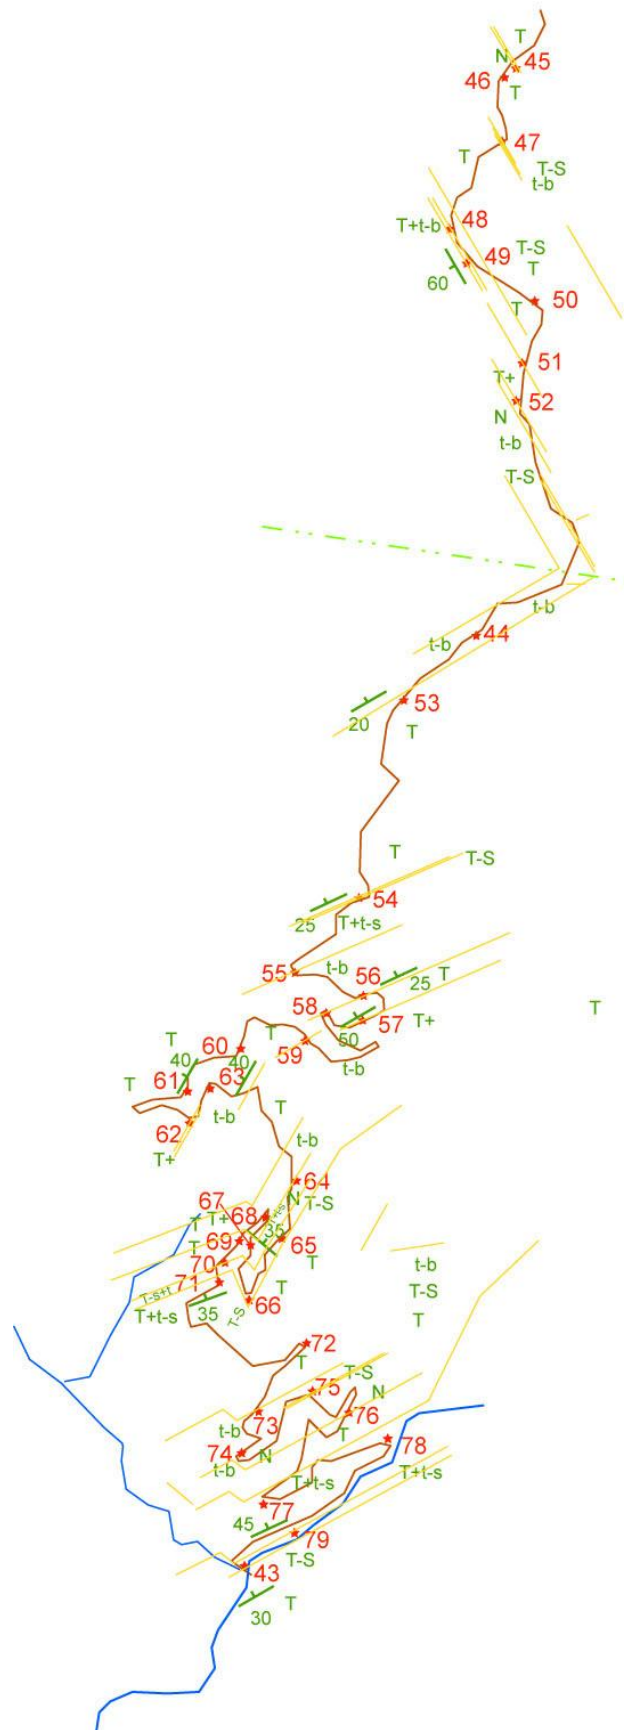 T
N 45
46
T
47
T
T-S
t-b
48
T+t-b
T-S
49
T
60
50
T
51
T+
52
N
t-b
T-S
t-b
44
t-b
53
20
T
T
T-S
54
25
T+t-s
55 t-b 56
25 T
58
T
50 57 T+
T 60 T
59
40 40
t-b
T 61 63
t-b T
62
T+
t-b
64
67 N T-S
T+t-s
T T+ 68
35
69 65
T
70 T
71 T
T-s+t 66
35
T+t-s T-S
t-b
T-S
T
72
T T-S
75 N
73 76
t-b T
74 N 78
t-b T+t-s
T+t-s
77
45
79
T-S
43
30 T